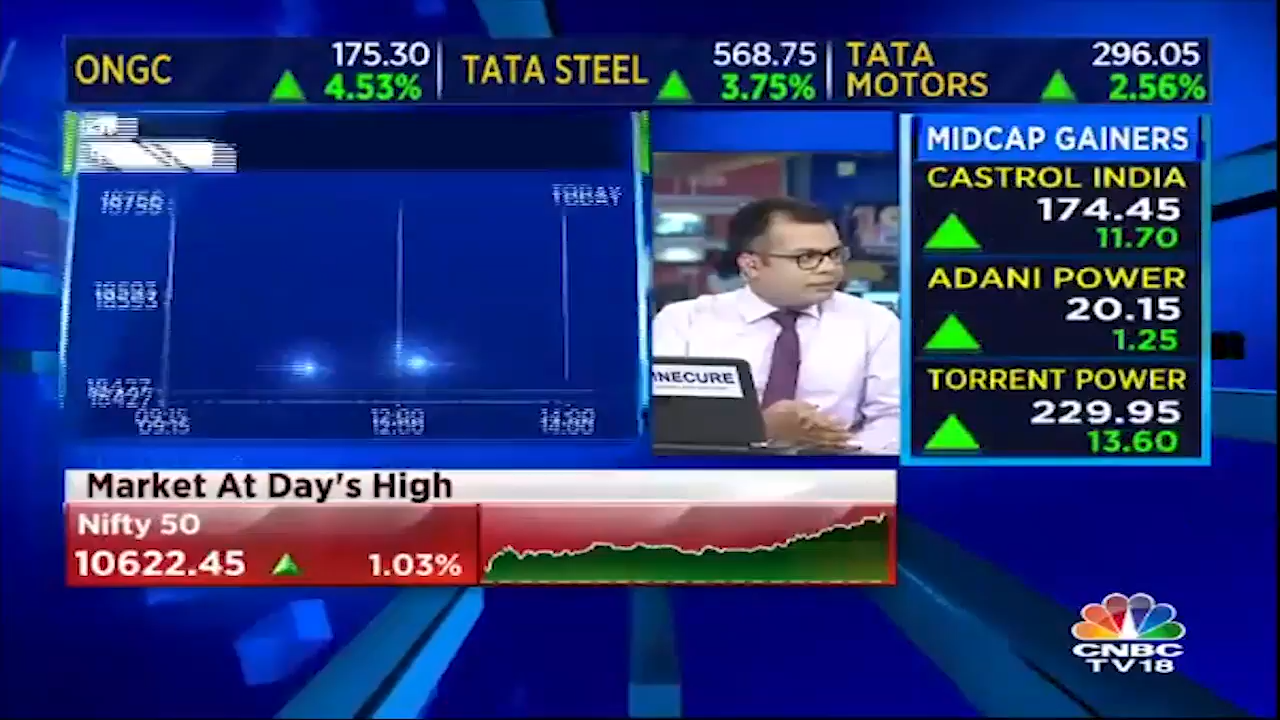 ONGC
175.30
4.53%
TATA STEEL
568.75
3.75%
TATA
MOTORS
296.05
2.56%
TODAY
09:15
12:00
14:00
MIDCAP GAINERS
CASTROL INDIA
174.45
11.70
ADANI POWER
20.15
1.25
TORRENT POWER
229.95
13.60
NECURE
Market At Day's High
Nifty 50
10622.45
1.03%
CNBC
TV18